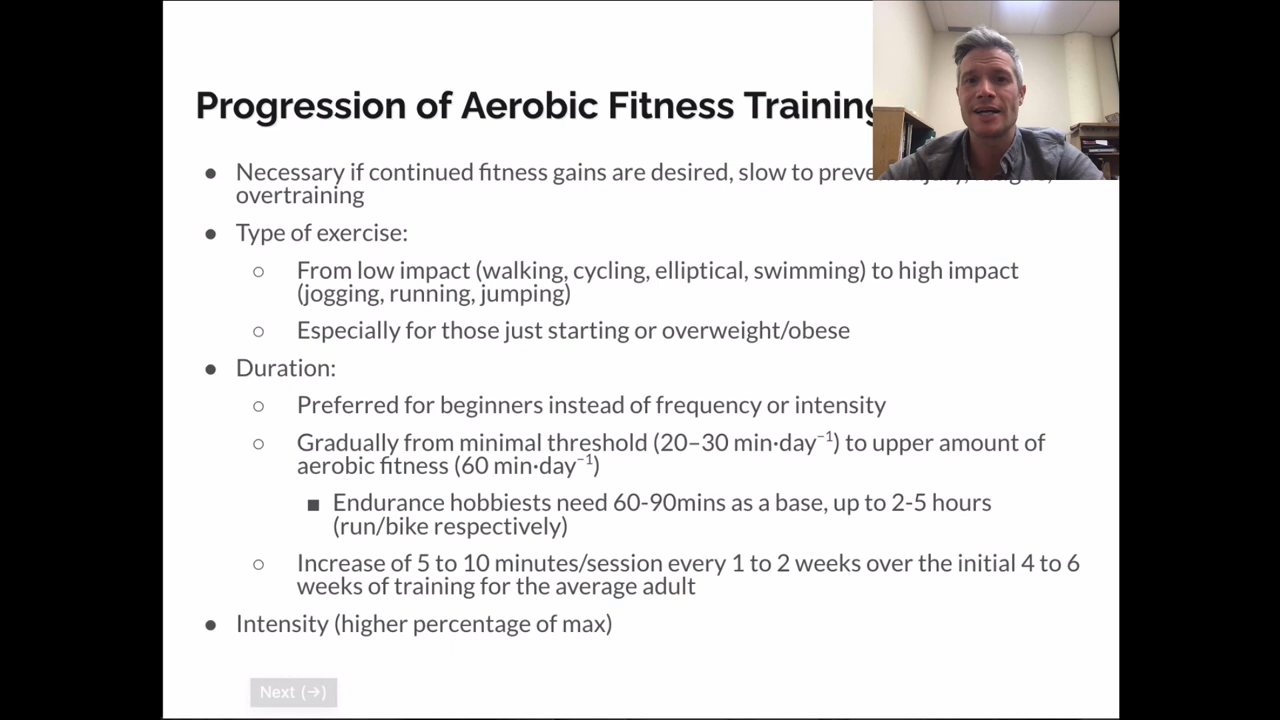 Progression of Aerobic Fitness Training
● Necessary if continued fitness gains are desired, slow to
overtraining
● Type of exercise:
○ From low impact (walking, cycling, elliptical, swimming) to high impact
(jogging, running, jumping)
○ Especially for those just starting or overweight/obese
● Duration:
○ Preferred for beginners instead of frequency or intensity
○ Gradually from minimal threshold (20–30 min·day⁻¹) to upper amount of
aerobic fitness (60 min·day⁻¹)
■ Endurance hobbiests need 60-90mins as a base, up to 2-5 hours
(run/bike respectively)
○ Increase of 5 to 10 minutes/session every 1 to 2 weeks over the initial 4 to 6
weeks of training for the average adult
● Intensity (higher percentage of max)
Next (→)